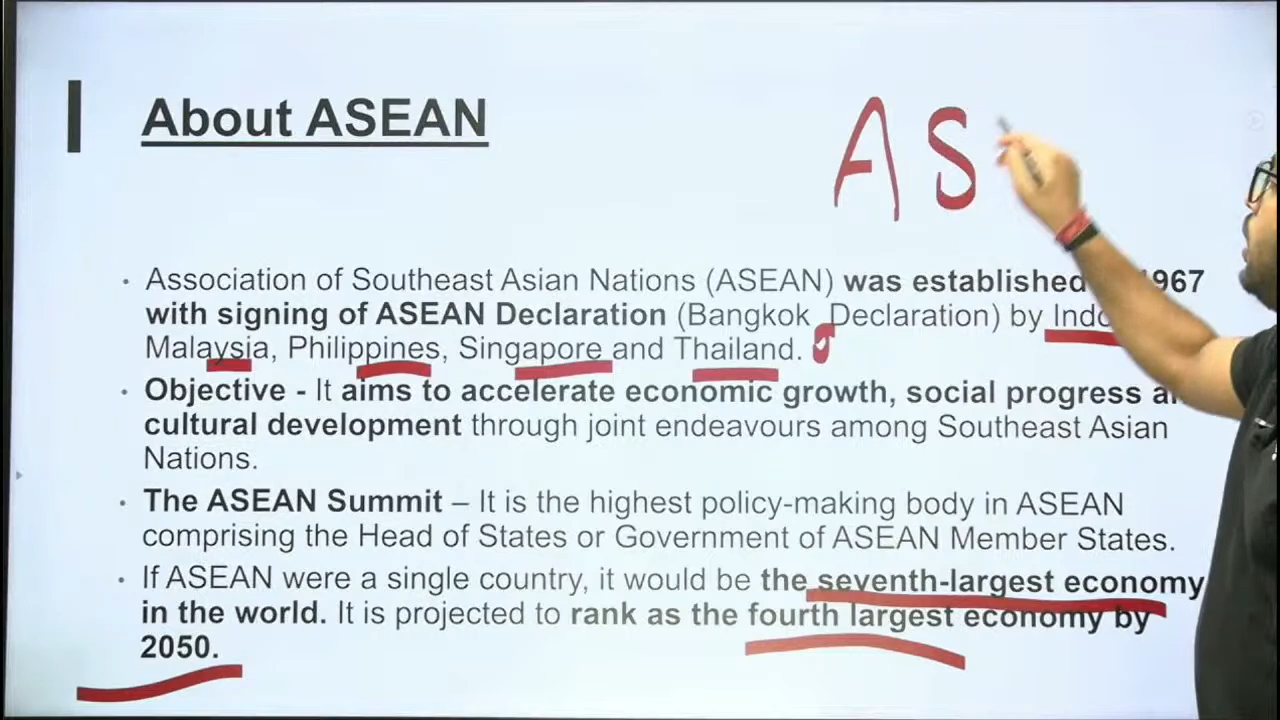 About ASEAN
A S
• Association of Southeast Asian Nations (ASEAN) was established 1967
with signing of ASEAN Declaration (Bangkok Declaration) by Indo
Malaysia, Philippines, Singapore and Thailand.
• Objective - It aims to accelerate economic growth, social progress
cultural development through joint endeavours among Southeast Asian
Nations.
• The ASEAN Summit – It is the highest policy-making body in ASEAN
comprising the Head of States or Government of ASEAN Member States.
• If ASEAN were a single country, it would be the seventh-largest economy
in the world. It is projected to rank as the fourth largest economy by
2050.